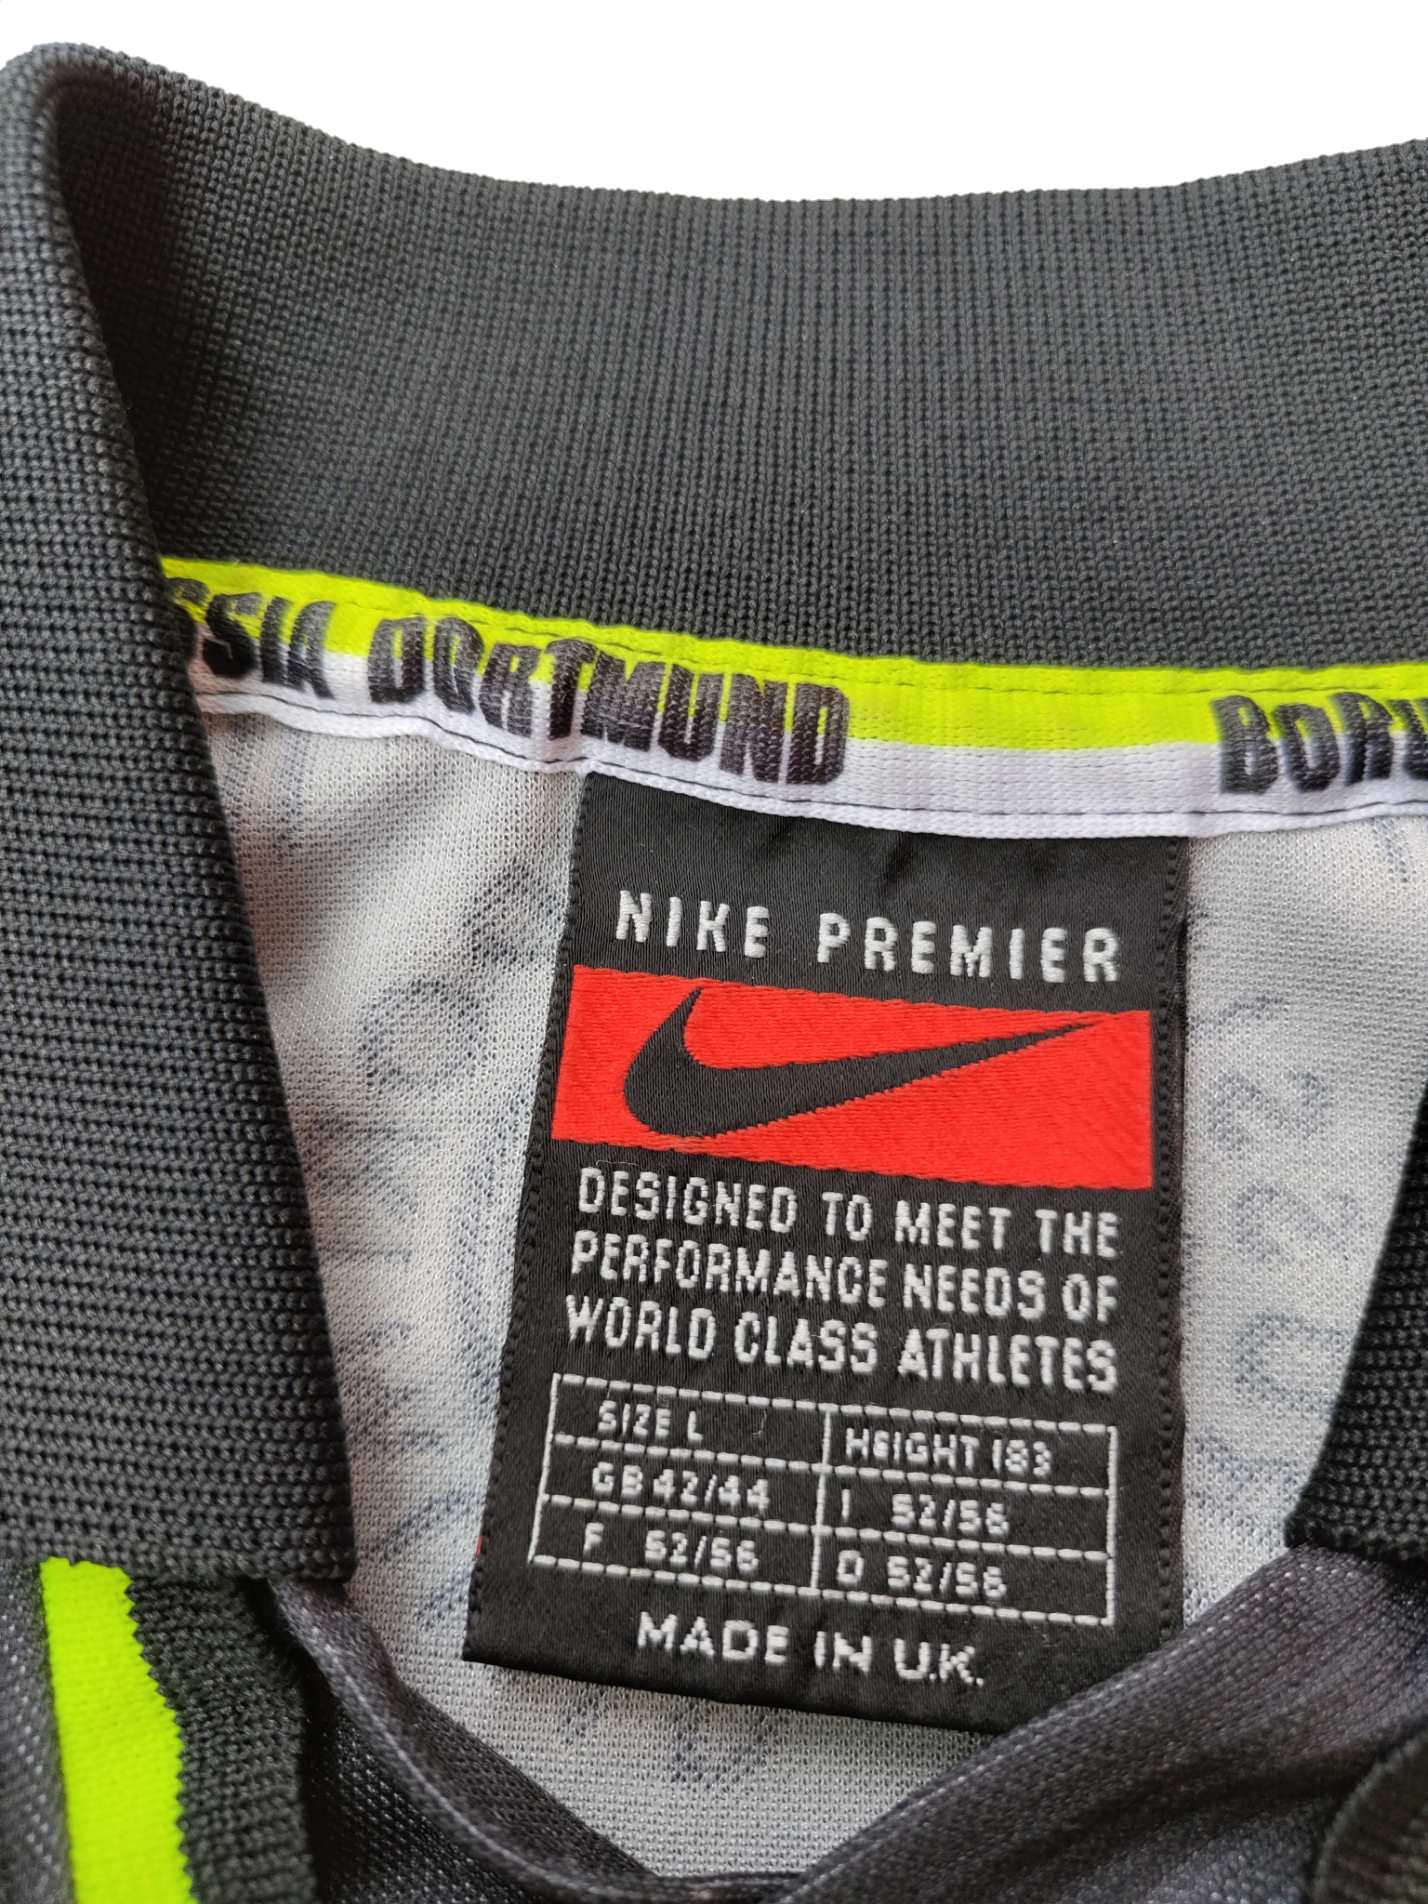 SSIA DORTMUND BORU
NIKE PREMIER
DESIGNED TO MEET THE
PERFORMANCE NEEDS OF
WORLD CLASS ATHLETES
SIZE L HEIGHT 183
GB 42/44 I 52/56
F 52/56 D 52/56
MADE IN U.K.